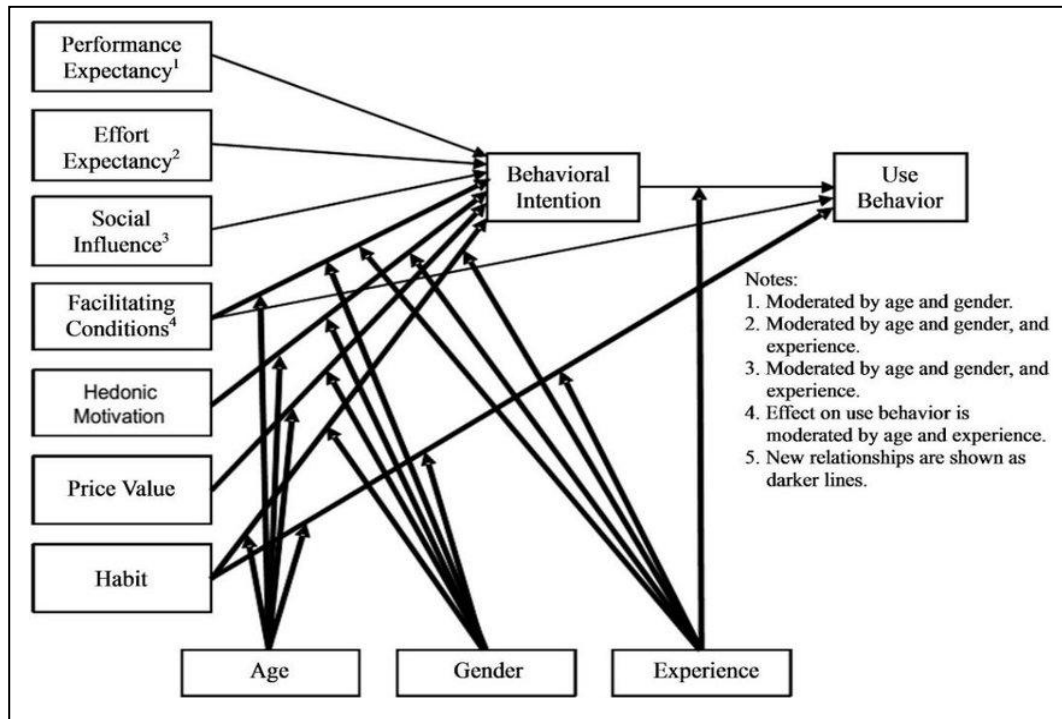 Performance
Expectancy1
Effort
Expectancy2
Social
Influence3
Facilitating
Conditions4
Hedonic
Motivation
Price Value
Habit
Behavioral
Intention
Use
Behavior
Notes:
1. Moderated by age and gender.
2. Moderated by age and gender, and
experience.
3. Moderated by age and gender, and
experience.
4. Effect on use behavior is
moderated by age and experience.
5. New relationships are shown as
darker lines.
Age
Gender
Experience